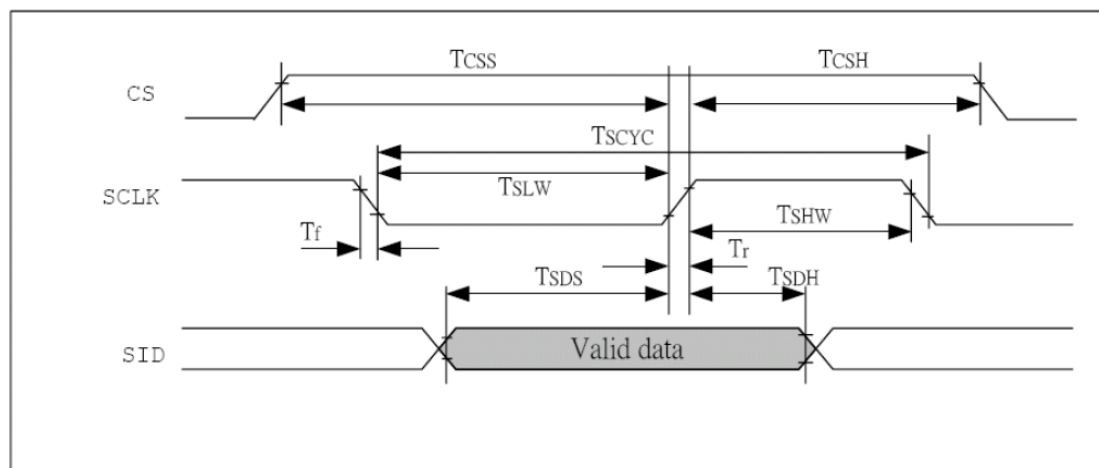 TCSS
TCSH
CS
TSCYC
SCLK
TSLW
TSHW
Tf
Tr
TSDS
TSDH
SID
Valid data